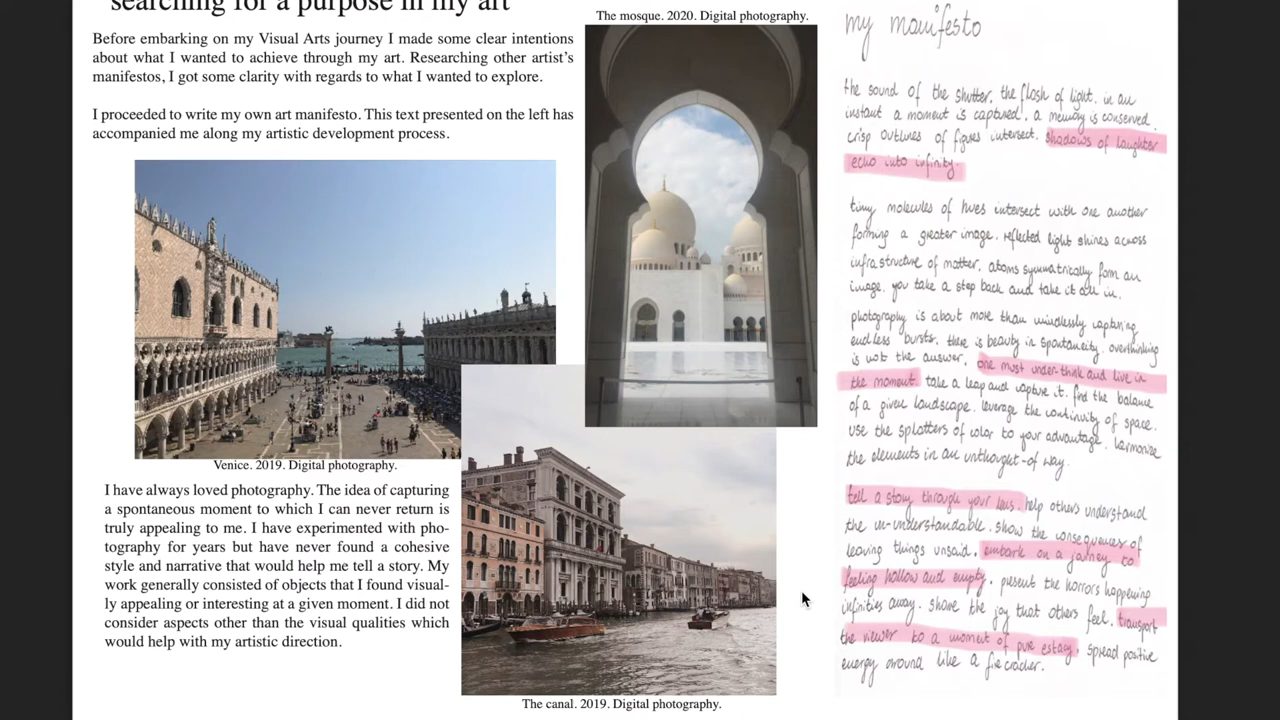 searching for a purpose in my art
Before embarking on my Visual Arts journey I made some clear intentions
about what I wanted to achieve through my art. Researching other artist's
manifestos, I got some clarity with regards to what I wanted to explore.
I proceeded to write my own art manifesto. This text presented on the left has
accompanied me along my artistic development process.
Venice. 2019. Digital photography.
I have always loved photography. The idea of capturing
a spontaneous moment to which I can never return is
truly appealing to me. I have experimented with pho-
tography for years but have never found a cohesive
style and narrative that would help me tell a story. My
work generally consisted of objects that I found visual-
ly appealing or interesting at a given moment. I did not
consider aspects other than the visual qualities which
would help with my artistic direction.
The mosque. 2020. Digital photography.
The canal. 2019. Digital photography.
my manifesto
the sound of the shutter. the flash of light. in an
instant a moment is captured. a memory is conserved.
crisp outlines of figures intersect. shadows of laughter
echo into infinity.
tiny molecules of hues intersect with one another
forming a greater image. reflected light shines across
infrastructure of matter. atoms symmatrically form an
image. you take a step back and take it all in.
photography is about more than mindlessly capturing
endless bursts. there is beauty in spontaneity. overthinking
is not the answer. one must under-think and live in
the moment. take a leap and capture it. find the balance
of a given landscape. leverage the continuity of space.
use the splatters of color to your advantage. harmonise
the elements in an unthought-of way.
tell a story through your lens. help others understand
the un-understandable. show the consequences of
leaving things unsaid. embark on a journey to
feeling hollow and empty. present the horrors happening
infinities away. share the joy that others feel. transport
the viewer to a moment of pure estasy. spread positive
energy around like a firecracker.